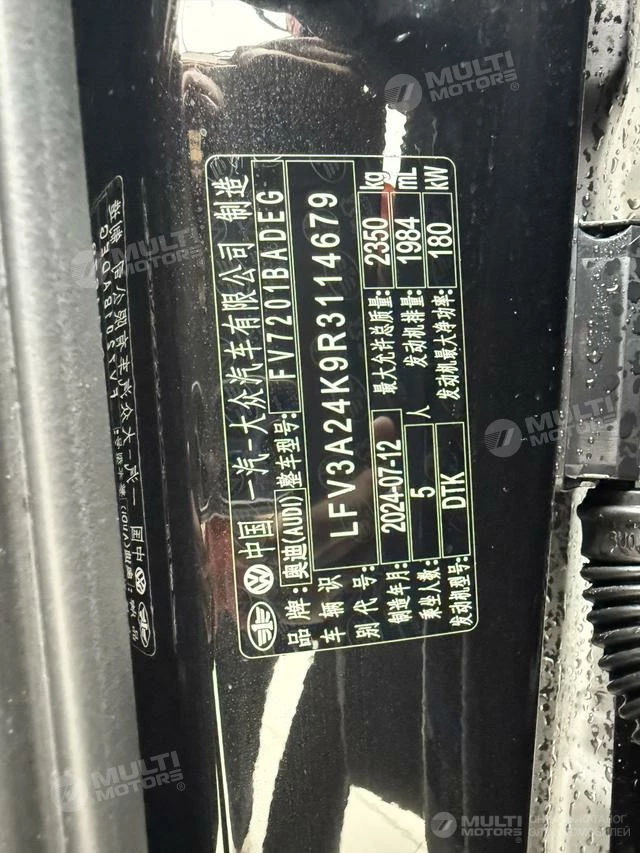 中国 一汽-大众汽车有限公司 制造
品牌: 奥迪(AUDI) 整车型号: FV7201BADEG
车辆识别代号: LFV3A24K9R3114679
制造年月: 2024-07-12 最大允许总质量: 2350 kg
乘坐人数: 5 人 发动机排量: 1984 mL
发动机型号: DTK 发动机最大净功率: 180 kW
MULTI MOTORS®
MULTI MOTORS®
MULTI MOTORS®
MULTI MOTORS®
MULTI MOTORS®